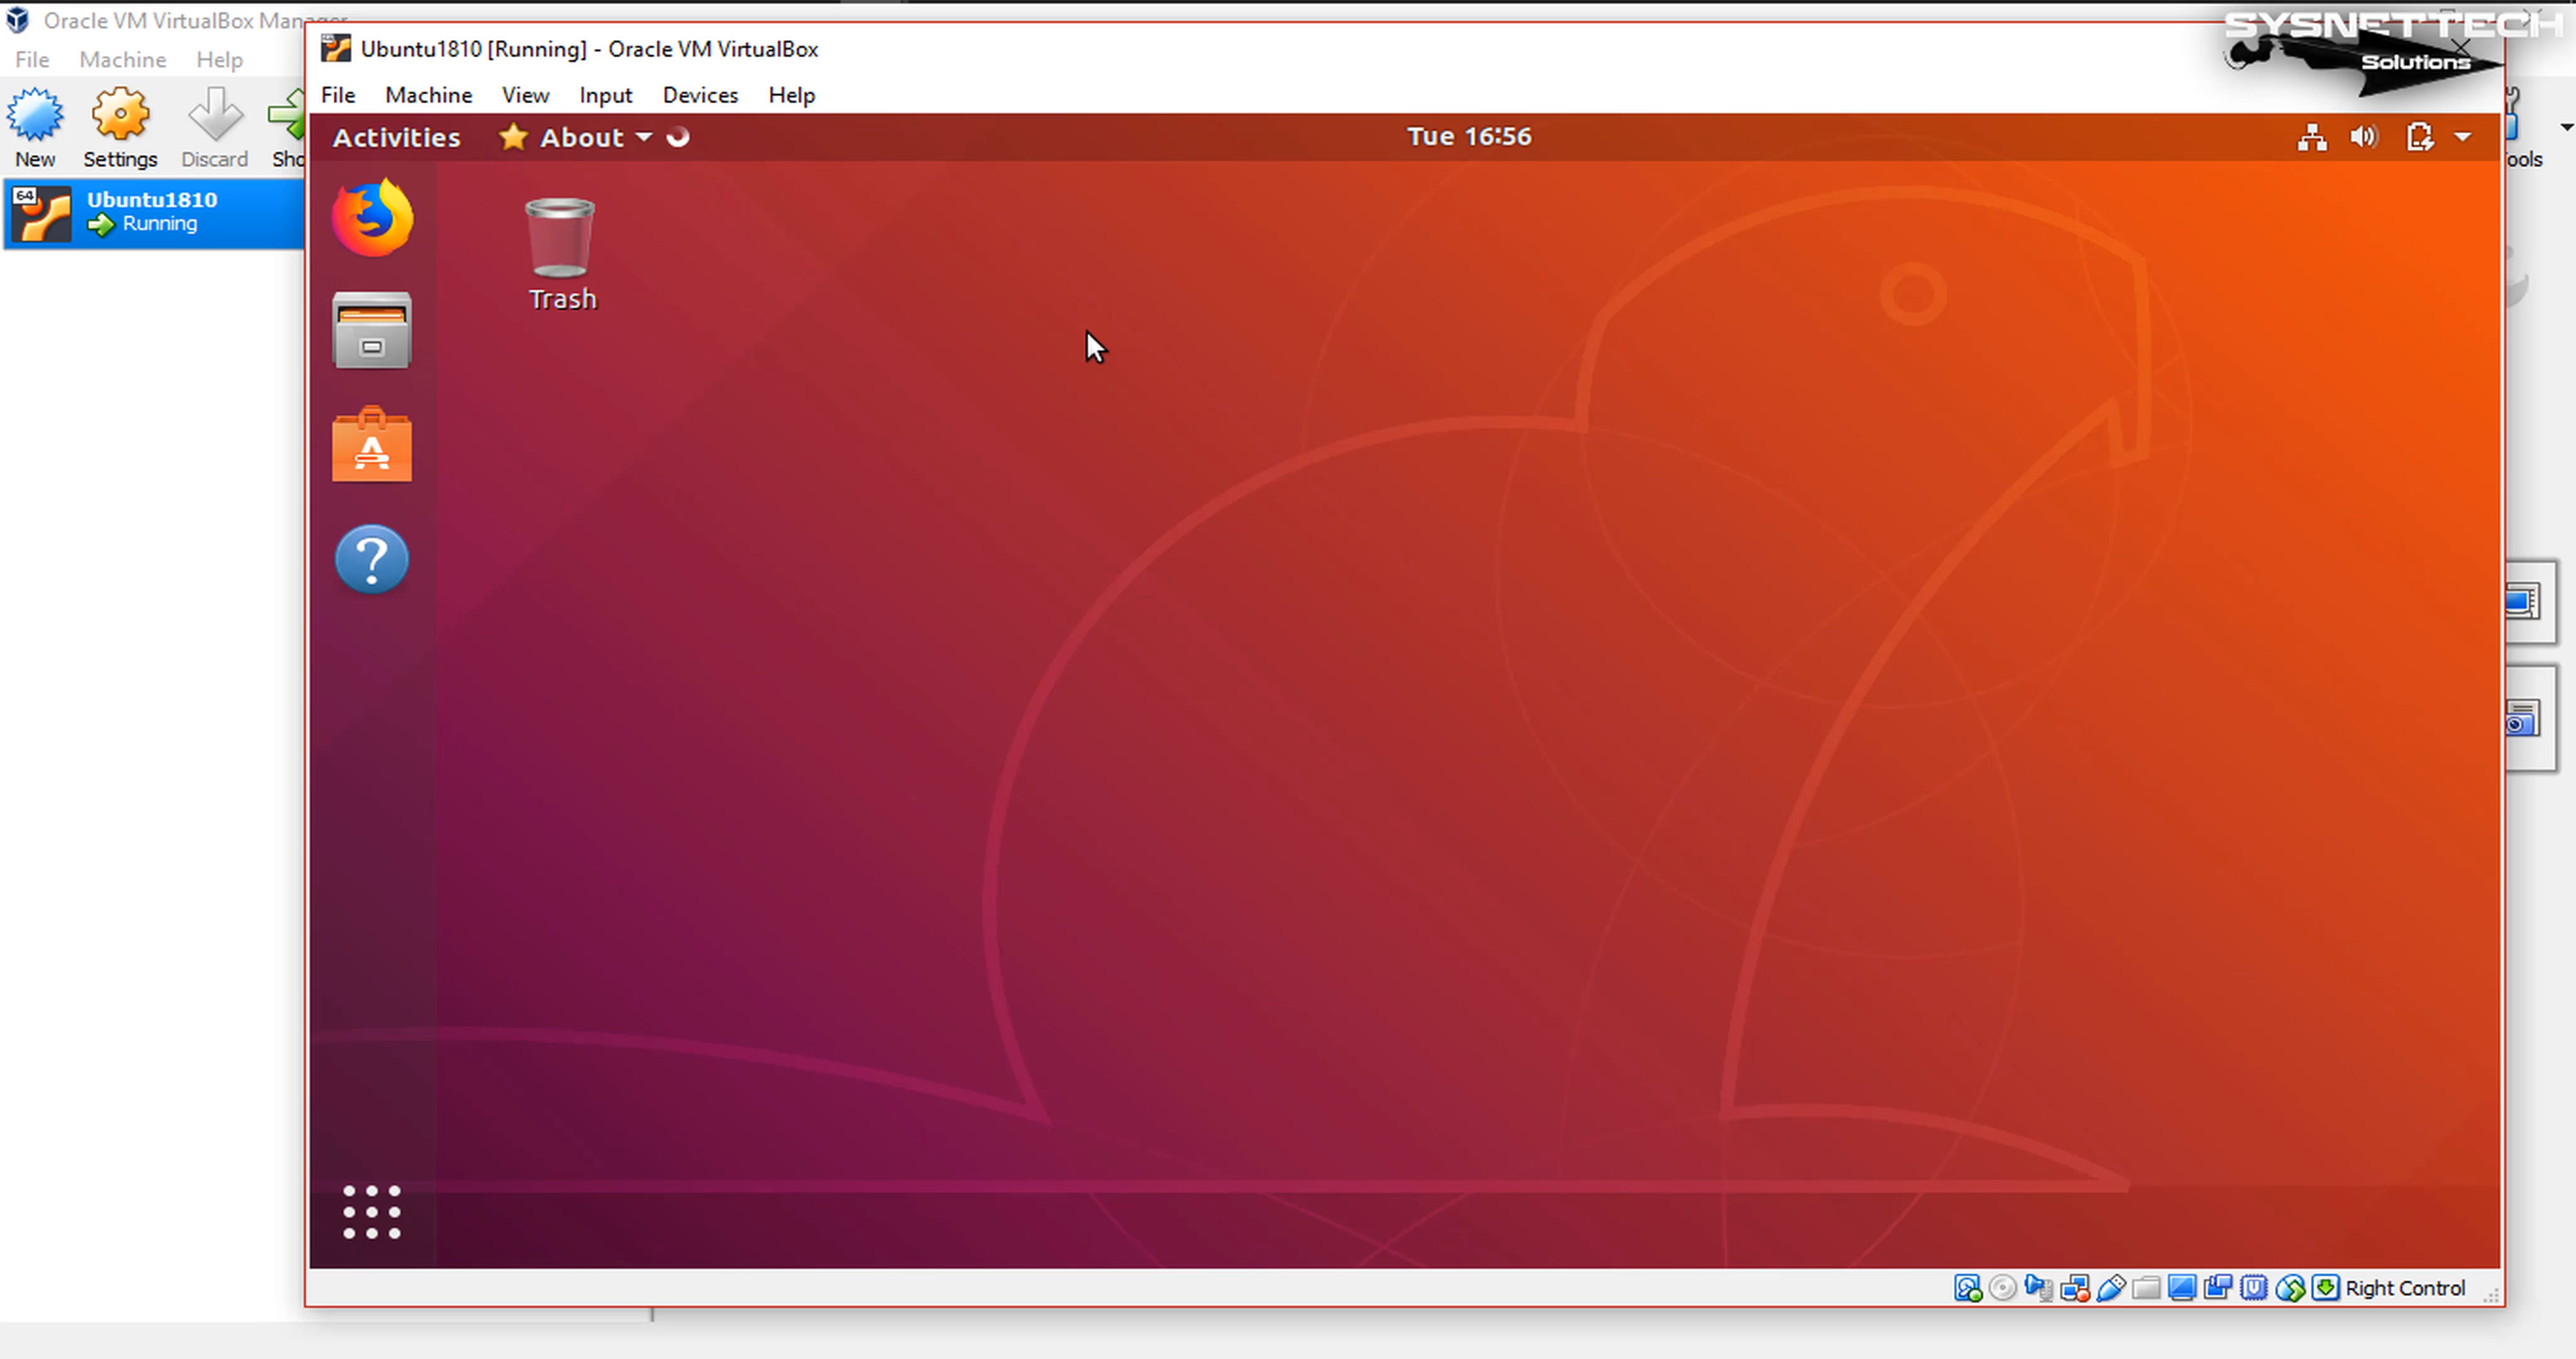 Oracle VM VirtualBox Manager
File Machine Help
New Settings Discard
Ubuntu1810
Running
64
Ubuntu1810 [Running] - Oracle VM VirtualBox
File Machine View Input Devices Help
SYSNETTECH
Solutions
Activities About Tue 16:56
Trash
Right Control